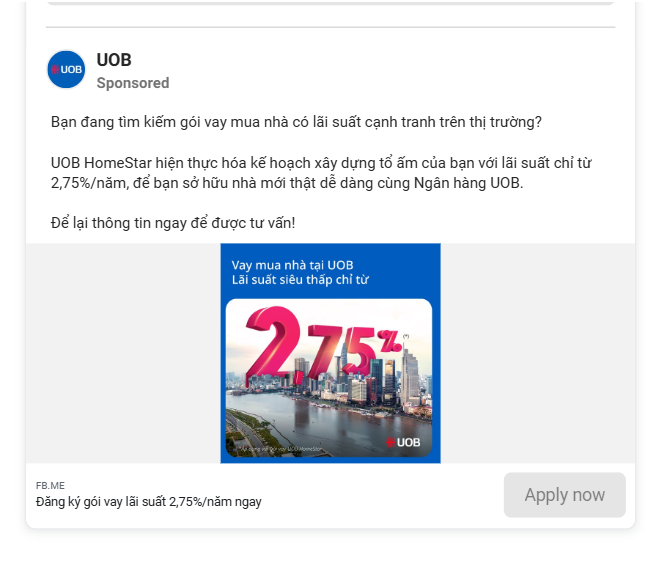 UOB
UOB
Sponsored
Bạn đang tìm kiếm gói vay mua nhà có lãi suất cạnh tranh trên thị trường?
UOB HomeStar hiện thực hóa kế hoạch xây dựng tổ ấm của bạn với lãi suất chỉ từ
2,75%/năm, để bạn sở hữu nhà mới thật dễ dàng cùng Ngân hàng UOB.
Để lại thông tin ngay để được tư vấn!
Vay mua nhà tại UOB
Lãi suất siêu thấp chỉ từ
2,75%(*)
UOB
FB.ME
Đăng ký gói vay lãi suất 2,75%/năm ngay
Apply now